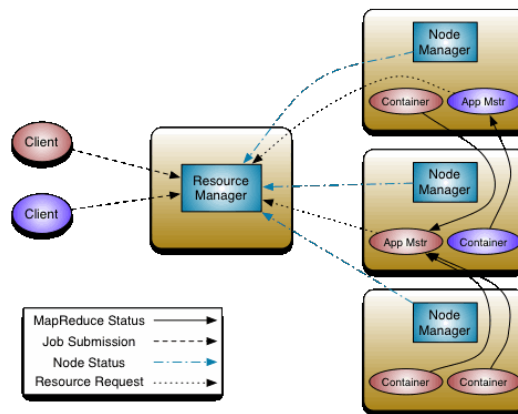 Node
Manager
Container
App Mstr
Client
Resource
Manager
Node
Manager
Client
App Mstr
Container
MapReduce Status
Job Submission
Node Status
Resource Request
Node
Manager
Container
Container